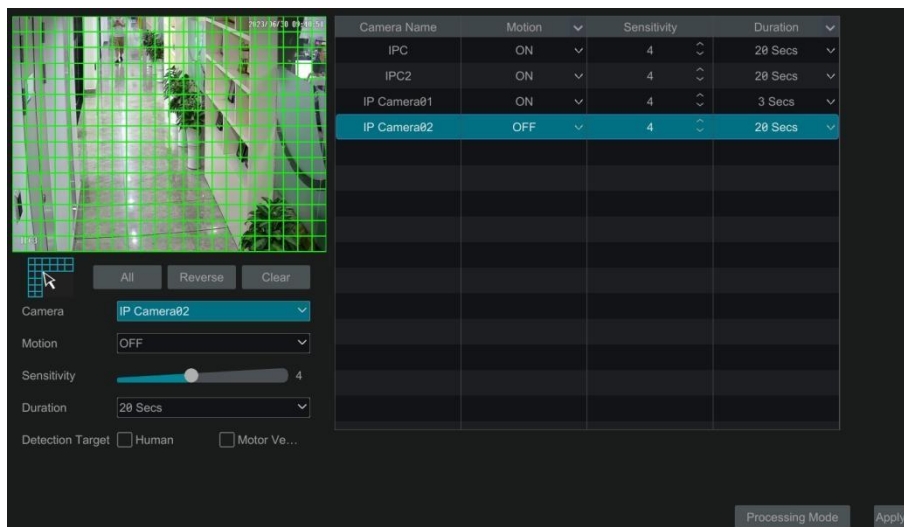 2023/06/30 09:40:51
Camera Name Motion Sensitivity Duration
IPC ON 4 20 Secs
IPC2 ON 4 20 Secs
IP Camera01 ON 4 3 Secs
IP Camera02 OFF 4 20 Secs
All Reverse Clear
Camera IP Camera02
Motion OFF
Sensitivity 4
Duration 20 Secs
Detection Target Human Motor Ve...
Processing Mode Apply